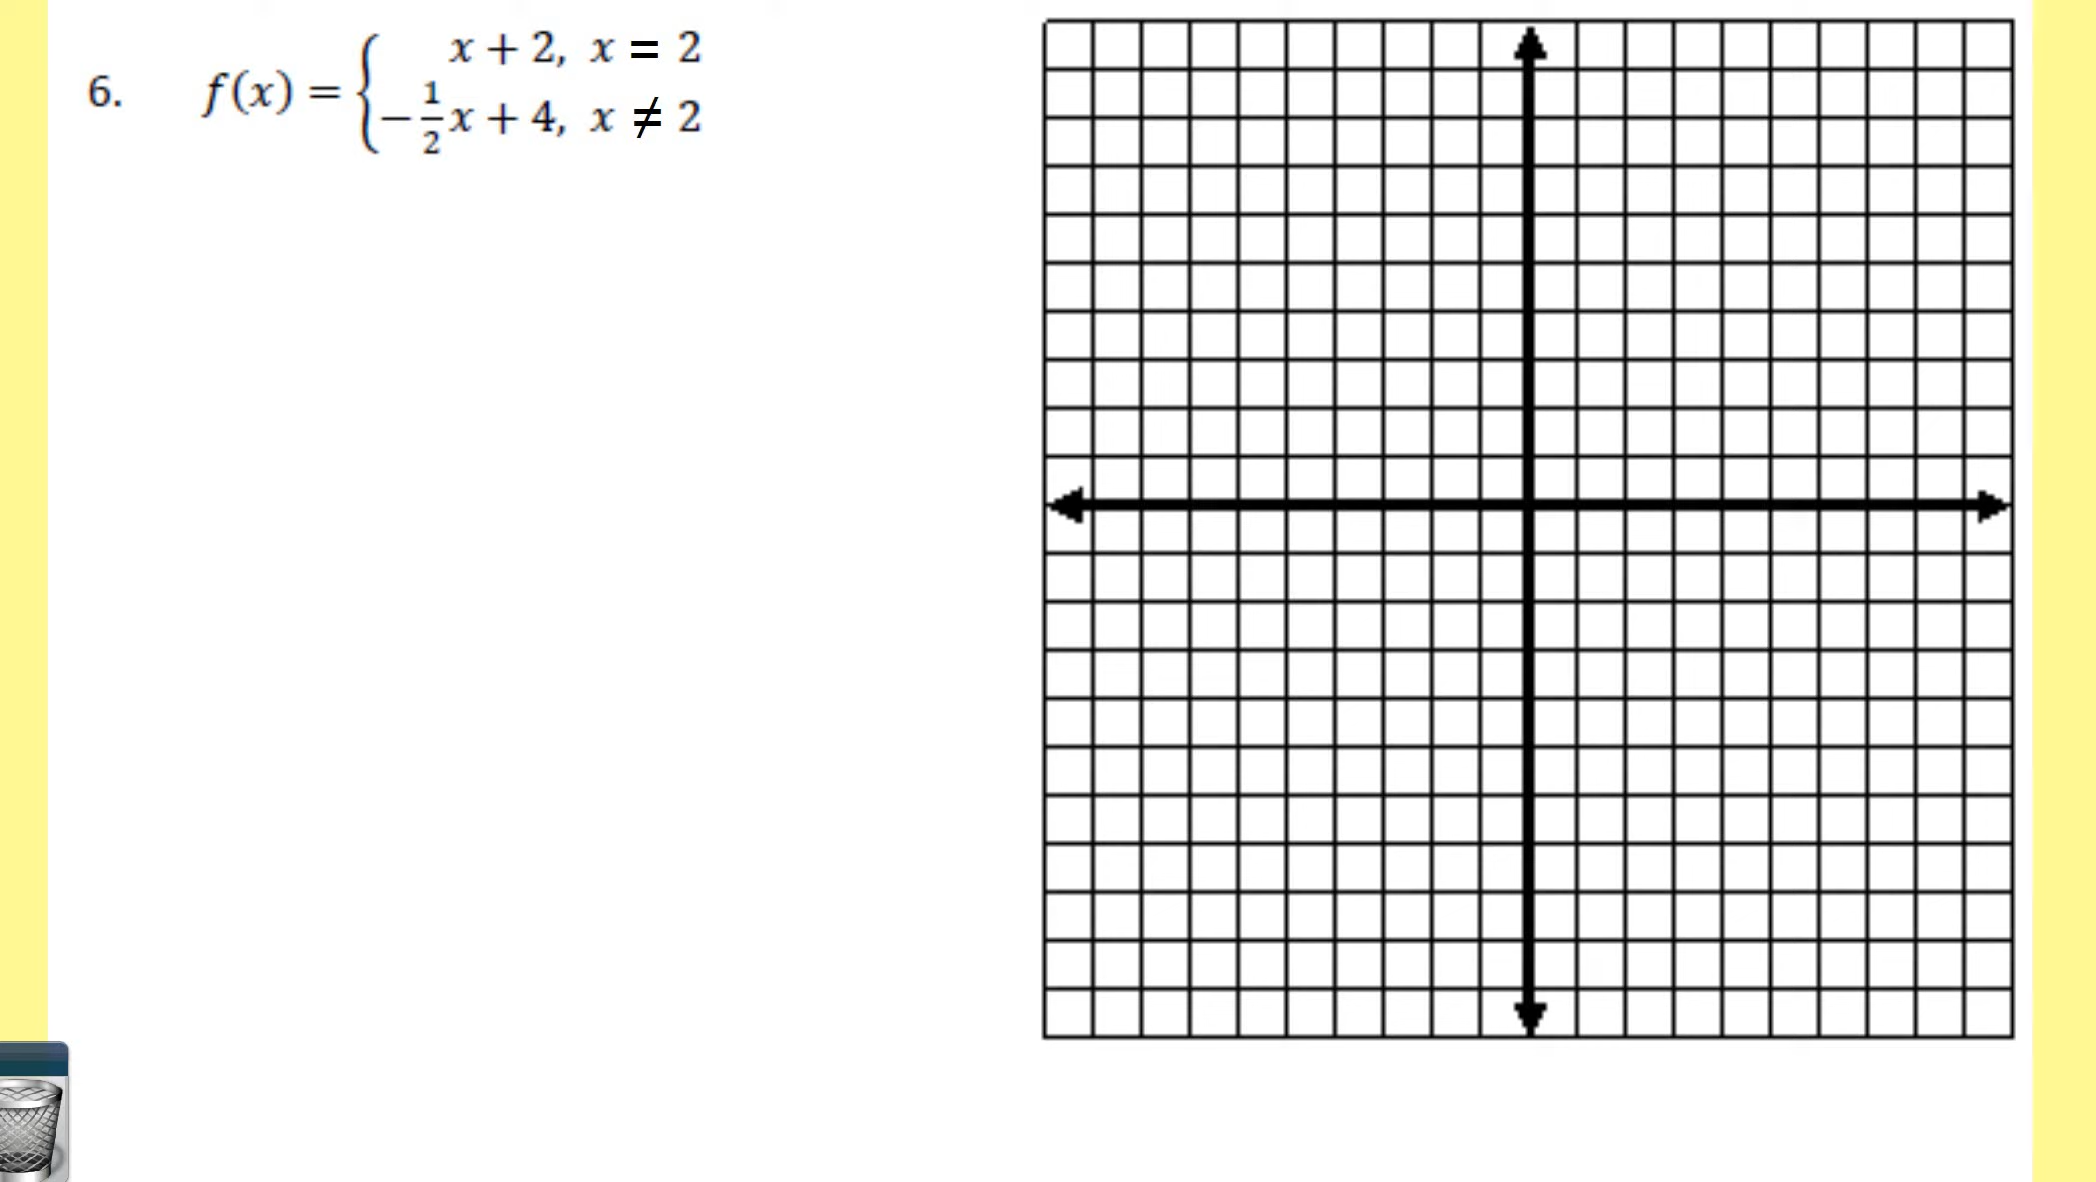 6. f(x) = { x + 2, x = 2
-1/2x + 4, x ≠ 2